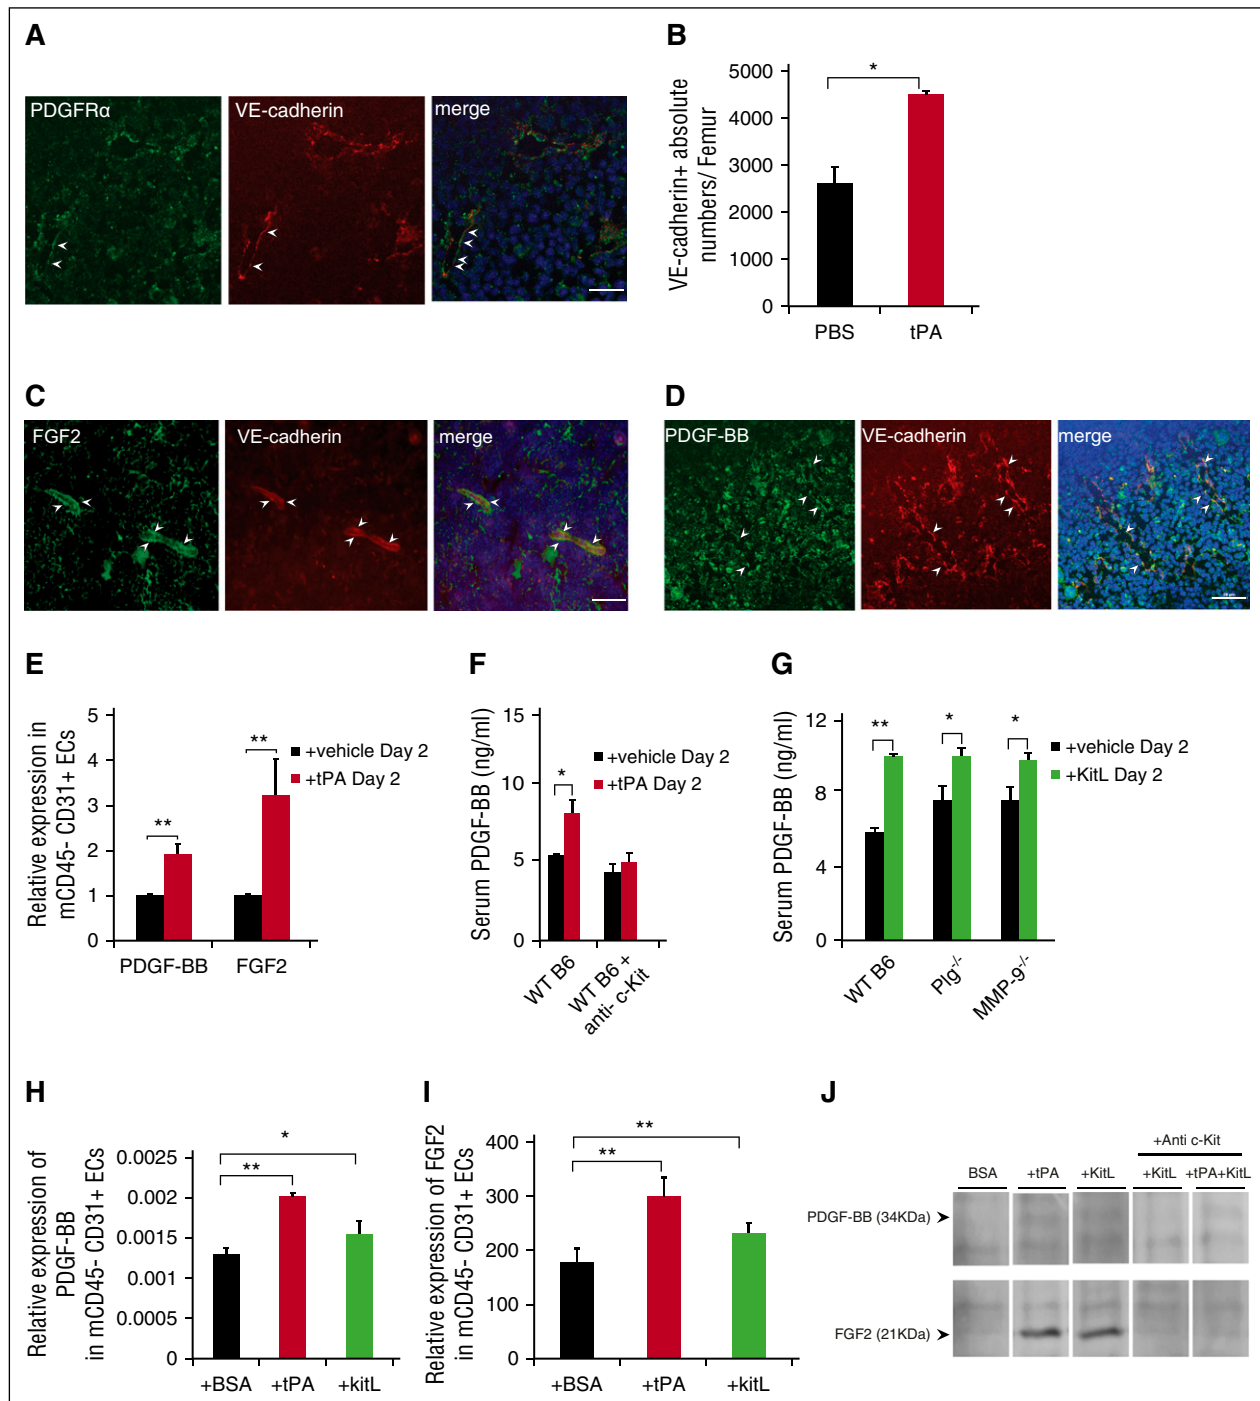 A
PDGFRα
VE-cadherin
merge
B
VE-cadherin+ absolute
numbers/ Femur
5000
4000
3000
2000
1000
0
*
PBS
tPA
C
FGF2
VE-cadherin
merge
D
PDGF-BB
VE-cadherin
merge
E
Relative expression in
mCD45- CD31+ ECs
5
4
3
2
1
0
**
**
+vehicle Day 2
+tPA Day 2
PDGF-BB
FGF2
F
Serum PDGF-BB (ng/ml)
15
10
5
0
*
+vehicle Day 2
+tPA Day 2
WT B6
WT B6 +
anti- c-Kit
G
Serum PDGF-BB (ng/ml)
12
8
4
0
**
*
*
+vehicle Day 2
+KitL Day 2
WT B6
Plg-/-
MMP-9-/-
H
Relative expression of
PDGF-BB
in mCD45- CD31+ ECs
0.0025
0.002
0.0015
0.001
0.0005
0
*
**
+BSA
+tPA
+kitL
I
Relative expression of FGF2
in mCD45- CD31+ ECs
400
300
200
100
0
**
**
+BSA
+tPA
+kitL
J
+Anti c-Kit
BSA
+tPA
+KitL
+KitL
+tPA+KitL
PDGF-BB (34KDa)
FGF2 (21KDa)